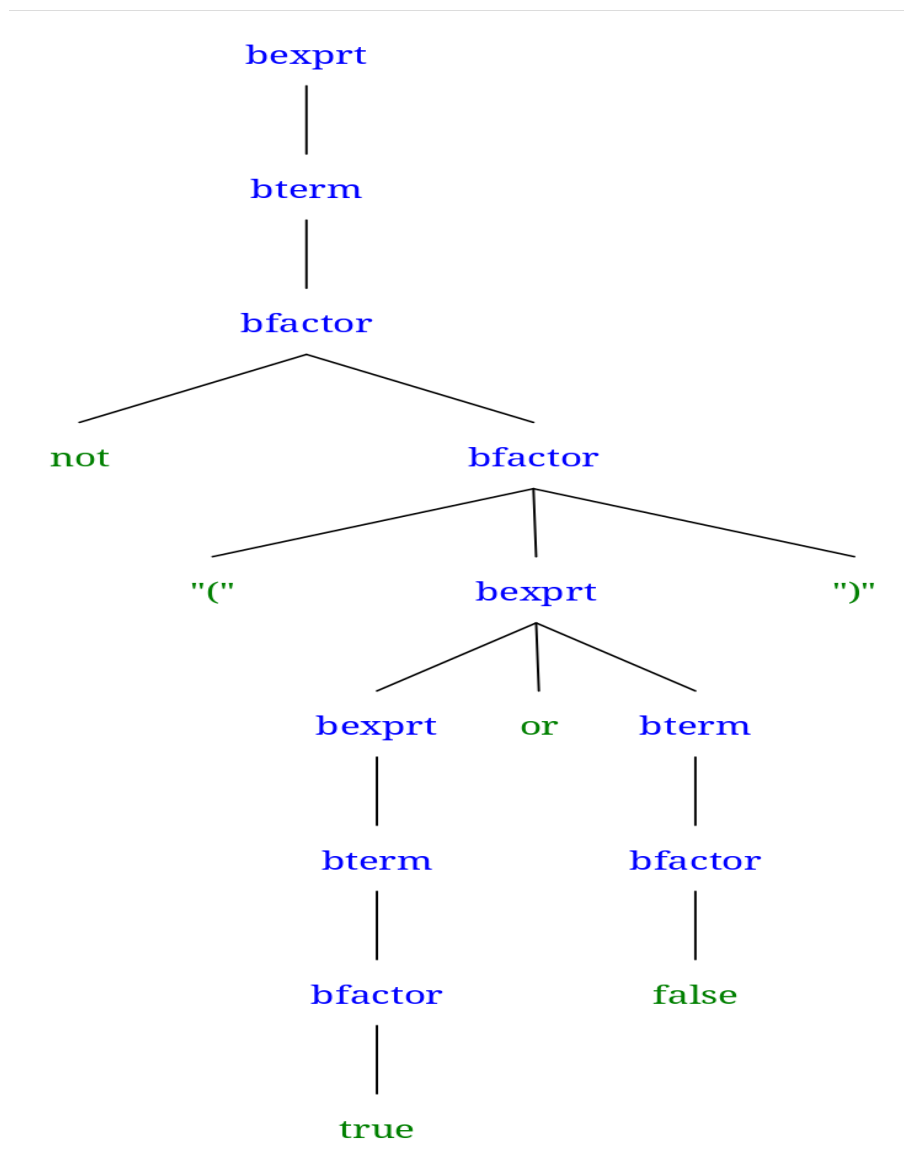 bexprt
bterm
bfactor
not bfactor
"(" bexprt ")"
bexprt or bterm
bterm bfactor
bfactor false
true